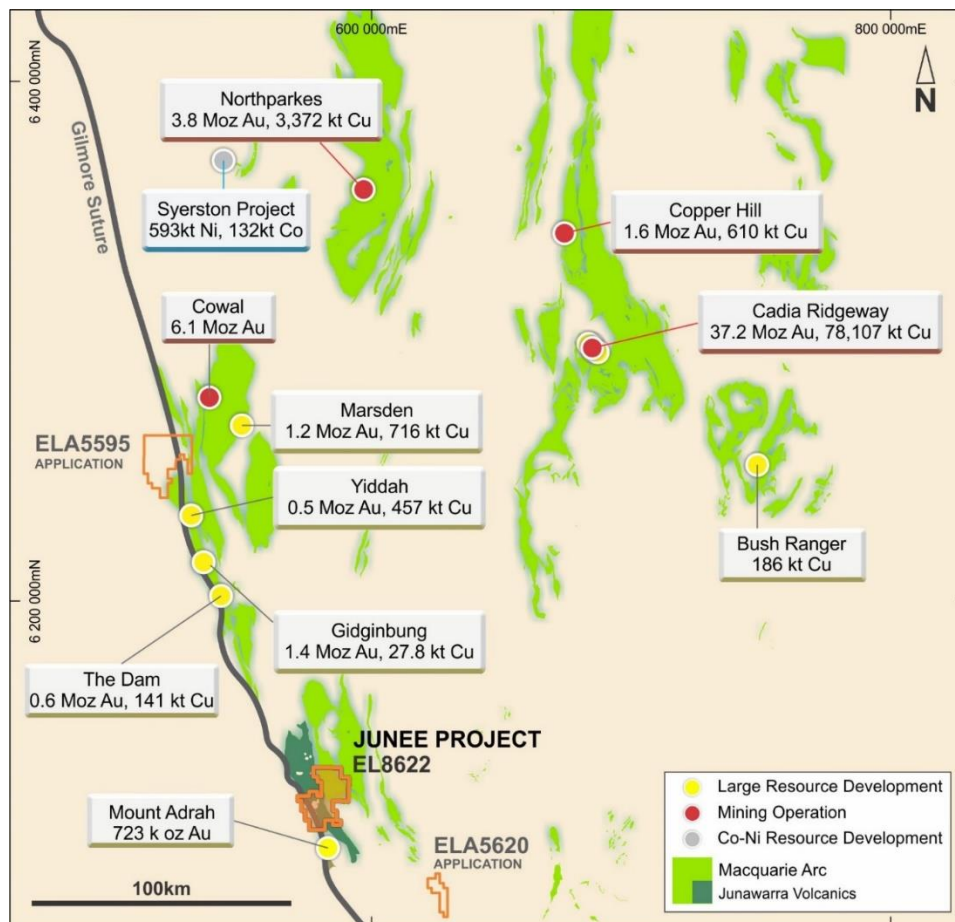 600 000mE
800 000mE
6 400 000mN
N
Gilmore Suture
Northparkes
3.8 Moz Au, 3,372 kt Cu
Syerston Project
593kt Ni, 132kt Co
Copper Hill
1.6 Moz Au, 610 kt Cu
Cowal
6.1 Moz Au
Cadia Ridgeway
37.2 Moz Au, 78,107 kt Cu
Marsden
1.2 Moz Au, 716 kt Cu
ELA5595
APPLICATION
Yiddah
0.5 Moz Au, 457 kt Cu
Bush Ranger
186 kt Cu
6 200 000mN
Gidginbung
1.4 Moz Au, 27.8 kt Cu
The Dam
0.6 Moz Au, 141 kt Cu
JUNEE PROJECT
EL8622
Mount Adrah
723 k oz Au
ELA5620
APPLICATION
100km
Large Resource Development
Mining Operation
Co-Ni Resource Development
Macquarie Arc
Junawarra Volcanics